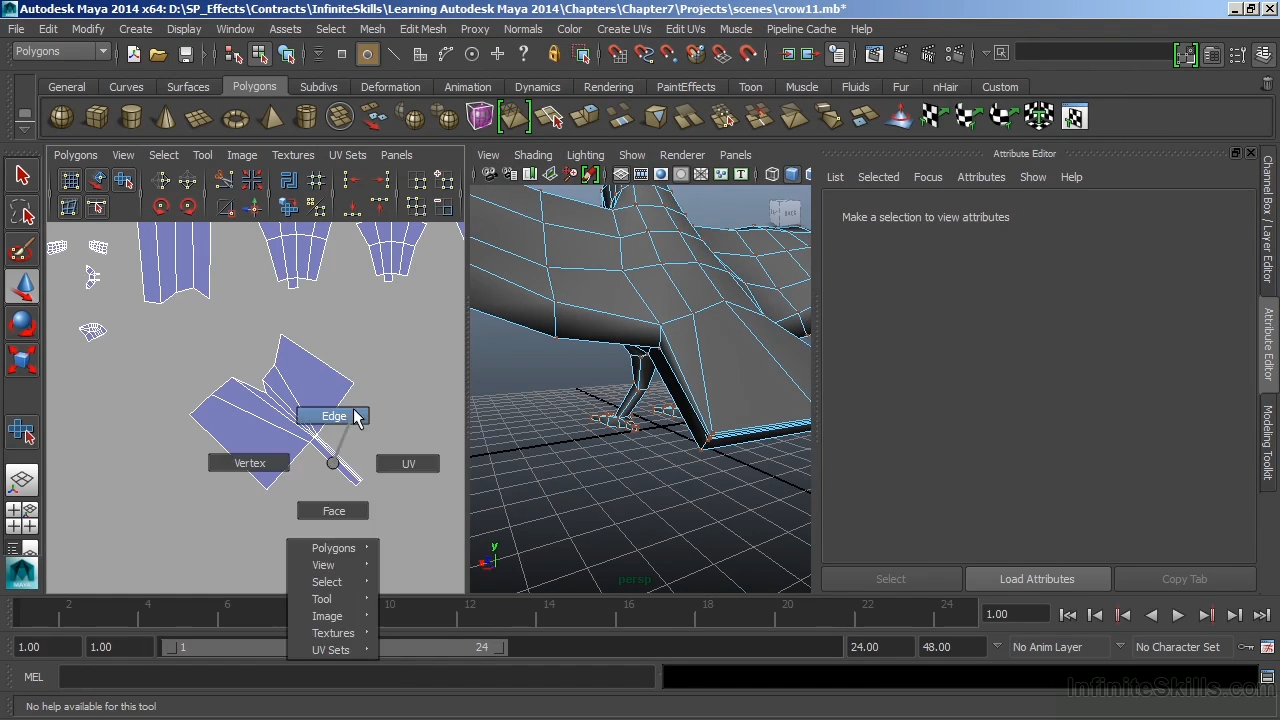 Autodesk Maya 2014 x64: D:\SP_Effects\Contracts\InfiniteSkills\Learning Autodesk Maya 2014\Chapters\Chapter7\Projects\scenes\crow11.mb*
File Edit Modify Create Display Window Assets Select Mesh Edit Mesh Proxy Normals Color Create UVs Edit UVs Muscle Pipeline Cache Help
Polygons
General Curves Surfaces Polygons Subdivs Deformation Animation Dynamics Rendering PaintEffects Toon Muscle Fluids Fur nHair Custom
Polygons View Select Tool Image Textures UV Sets Panels
View Shading Lighting Show Renderer Panels
Attribute Editor
List Selected Focus Attributes Show Help
Make a selection to view attributes
BACK
Channel Box / Layer Editor
Attribute Editor
Modeling Toolkit
Edge
Vertex
UV
Face
Polygons
View
Select
Tool
Image
Textures
UV Sets
y
persp
MAYA
Select Load Attributes Copy Tab
2 4 6 8 10 12 14 16 18 20 22 24
1.00
1.00 1.00 1 24 24.00 48.00 No Anim Layer No Character Set
MEL
No help available for this tool
InfiniteSkills.com